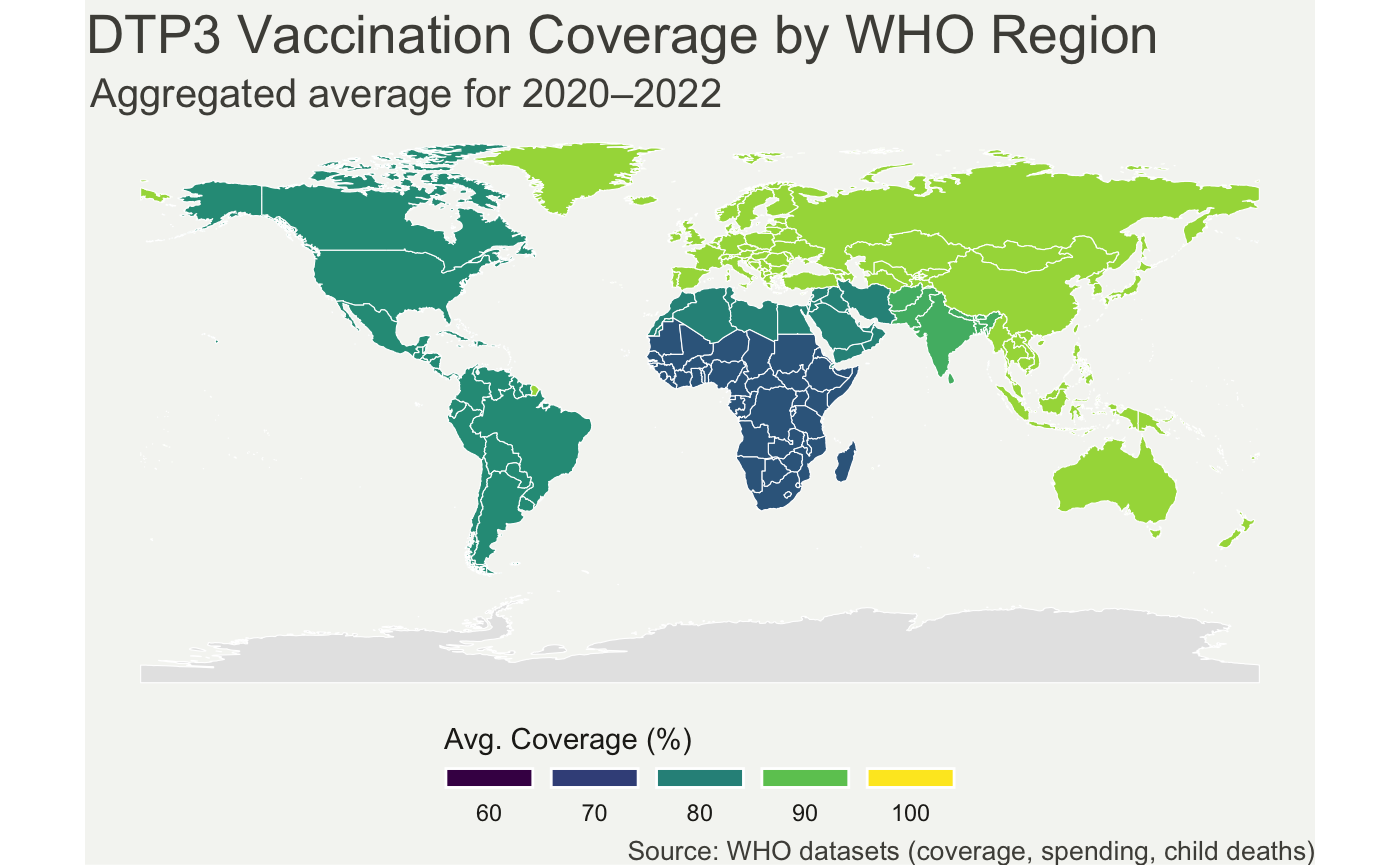 DTP3 Vaccination Coverage by WHO Region
Aggregated average for 2020–2022
Avg. Coverage (%)
60 70 80 90 100
Source: WHO datasets (coverage, spending, child deaths)